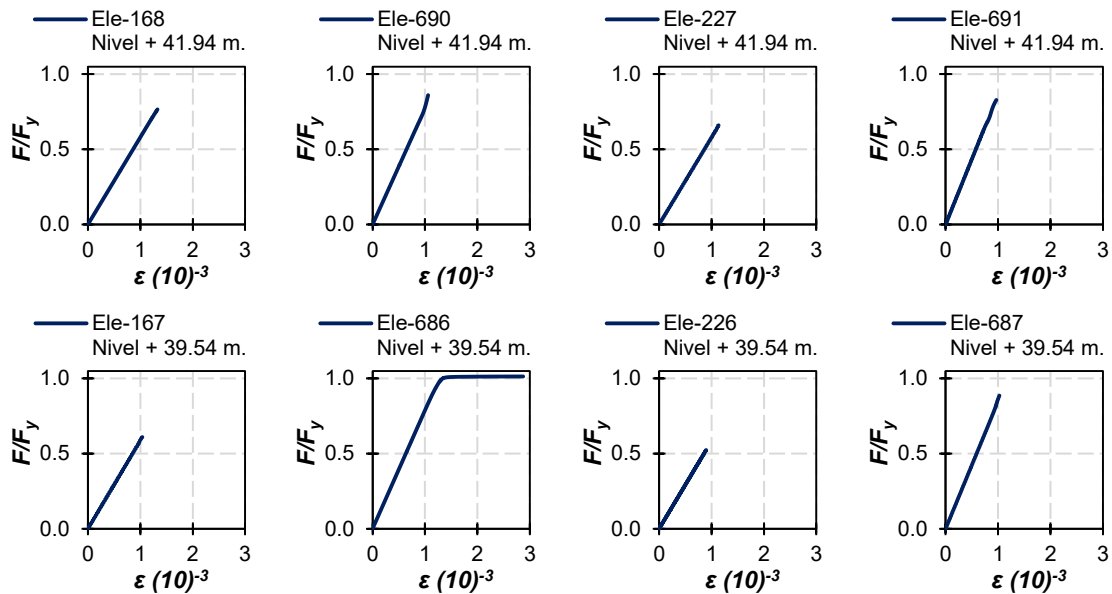 Ele-168
Nivel + 41.94 m.
1.0
0.5
0.0
F/Fy
0 1 2 3
ε (10)-3
Ele-690
Nivel + 41.94 m.
1.0
0.5
0.0
F/Fy
0 1 2 3
ε (10)-3
Ele-227
Nivel + 41.94 m.
1.0
0.5
0.0
F/Fy
0 1 2 3
ε (10)-3
Ele-691
Nivel + 41.94 m.
1.0
0.5
0.0
F/Fy
0 1 2 3
ε (10)-3
Ele-167
Nivel + 39.54 m.
1.0
0.5
0.0
F/Fy
0 1 2 3
ε (10)-3
Ele-686
Nivel + 39.54 m.
1.0
0.5
0.0
F/Fy
0 1 2 3
ε (10)-3
Ele-226
Nivel + 39.54 m.
1.0
0.5
0.0
F/Fy
0 1 2 3
ε (10)-3
Ele-687
Nivel + 39.54 m.
1.0
0.5
0.0
F/Fy
0 1 2 3
ε (10)-3